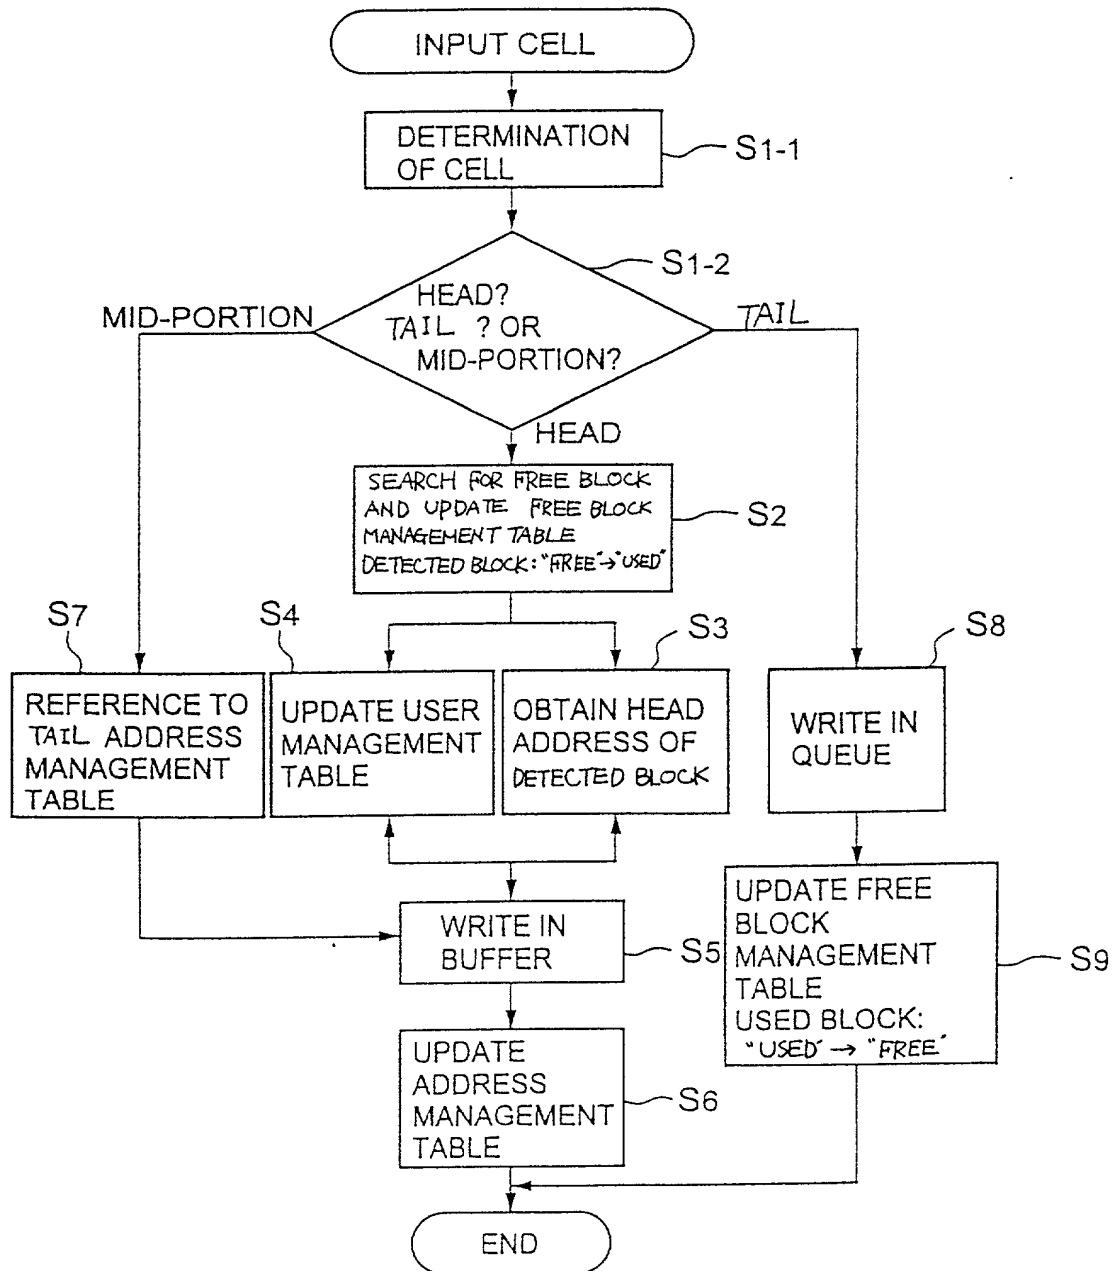 INPUT CELL
DETERMINATION
OF CELL
S1-1
S1-2
HEAD?
TAIL ? OR
MID-PORTION?
MID-PORTION
TAIL
HEAD
SEARCH FOR FREE BLOCK
AND UPDATE FREE BLOCK
MANAGEMENT TABLE
DETECTED BLOCK: "FREE"→"USED"
S2
S7
REFERENCE TO
TAIL ADDRESS
MANAGEMENT
TABLE
S4
UPDATE USER
MANAGEMENT
TABLE
S3
OBTAIN HEAD
ADDRESS OF
DETECTED BLOCK
S8
WRITE IN
QUEUE
WRITE IN
BUFFER
S5
UPDATE FREE
BLOCK
MANAGEMENT
TABLE
USED BLOCK:
"USED" → "FREE"
S9
UPDATE
ADDRESS
MANAGEMENT
TABLE
S6
END